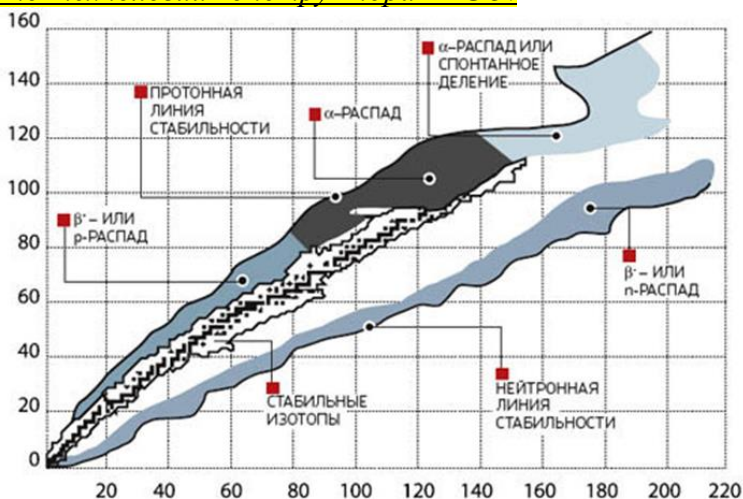 160
140
120
100
80
60
40
20
0
α–РАСПАД ИЛИ
СПОНТАННОЕ
ДЕЛЕНИЕ
ПРОТОННАЯ
ЛИНИЯ
СТАБИЛЬНОСТИ
α–РАСПАД
β⁺– ИЛИ
р-РАСПАД
β⁻– ИЛИ
n-РАСПАД
СТАБИЛЬНЫЕ
ИЗОТОПЫ
НЕЙТРОННАЯ
ЛИНИЯ
СТАБИЛЬНОСТИ
20 40 60 80 100 120 140 160 180 200 220